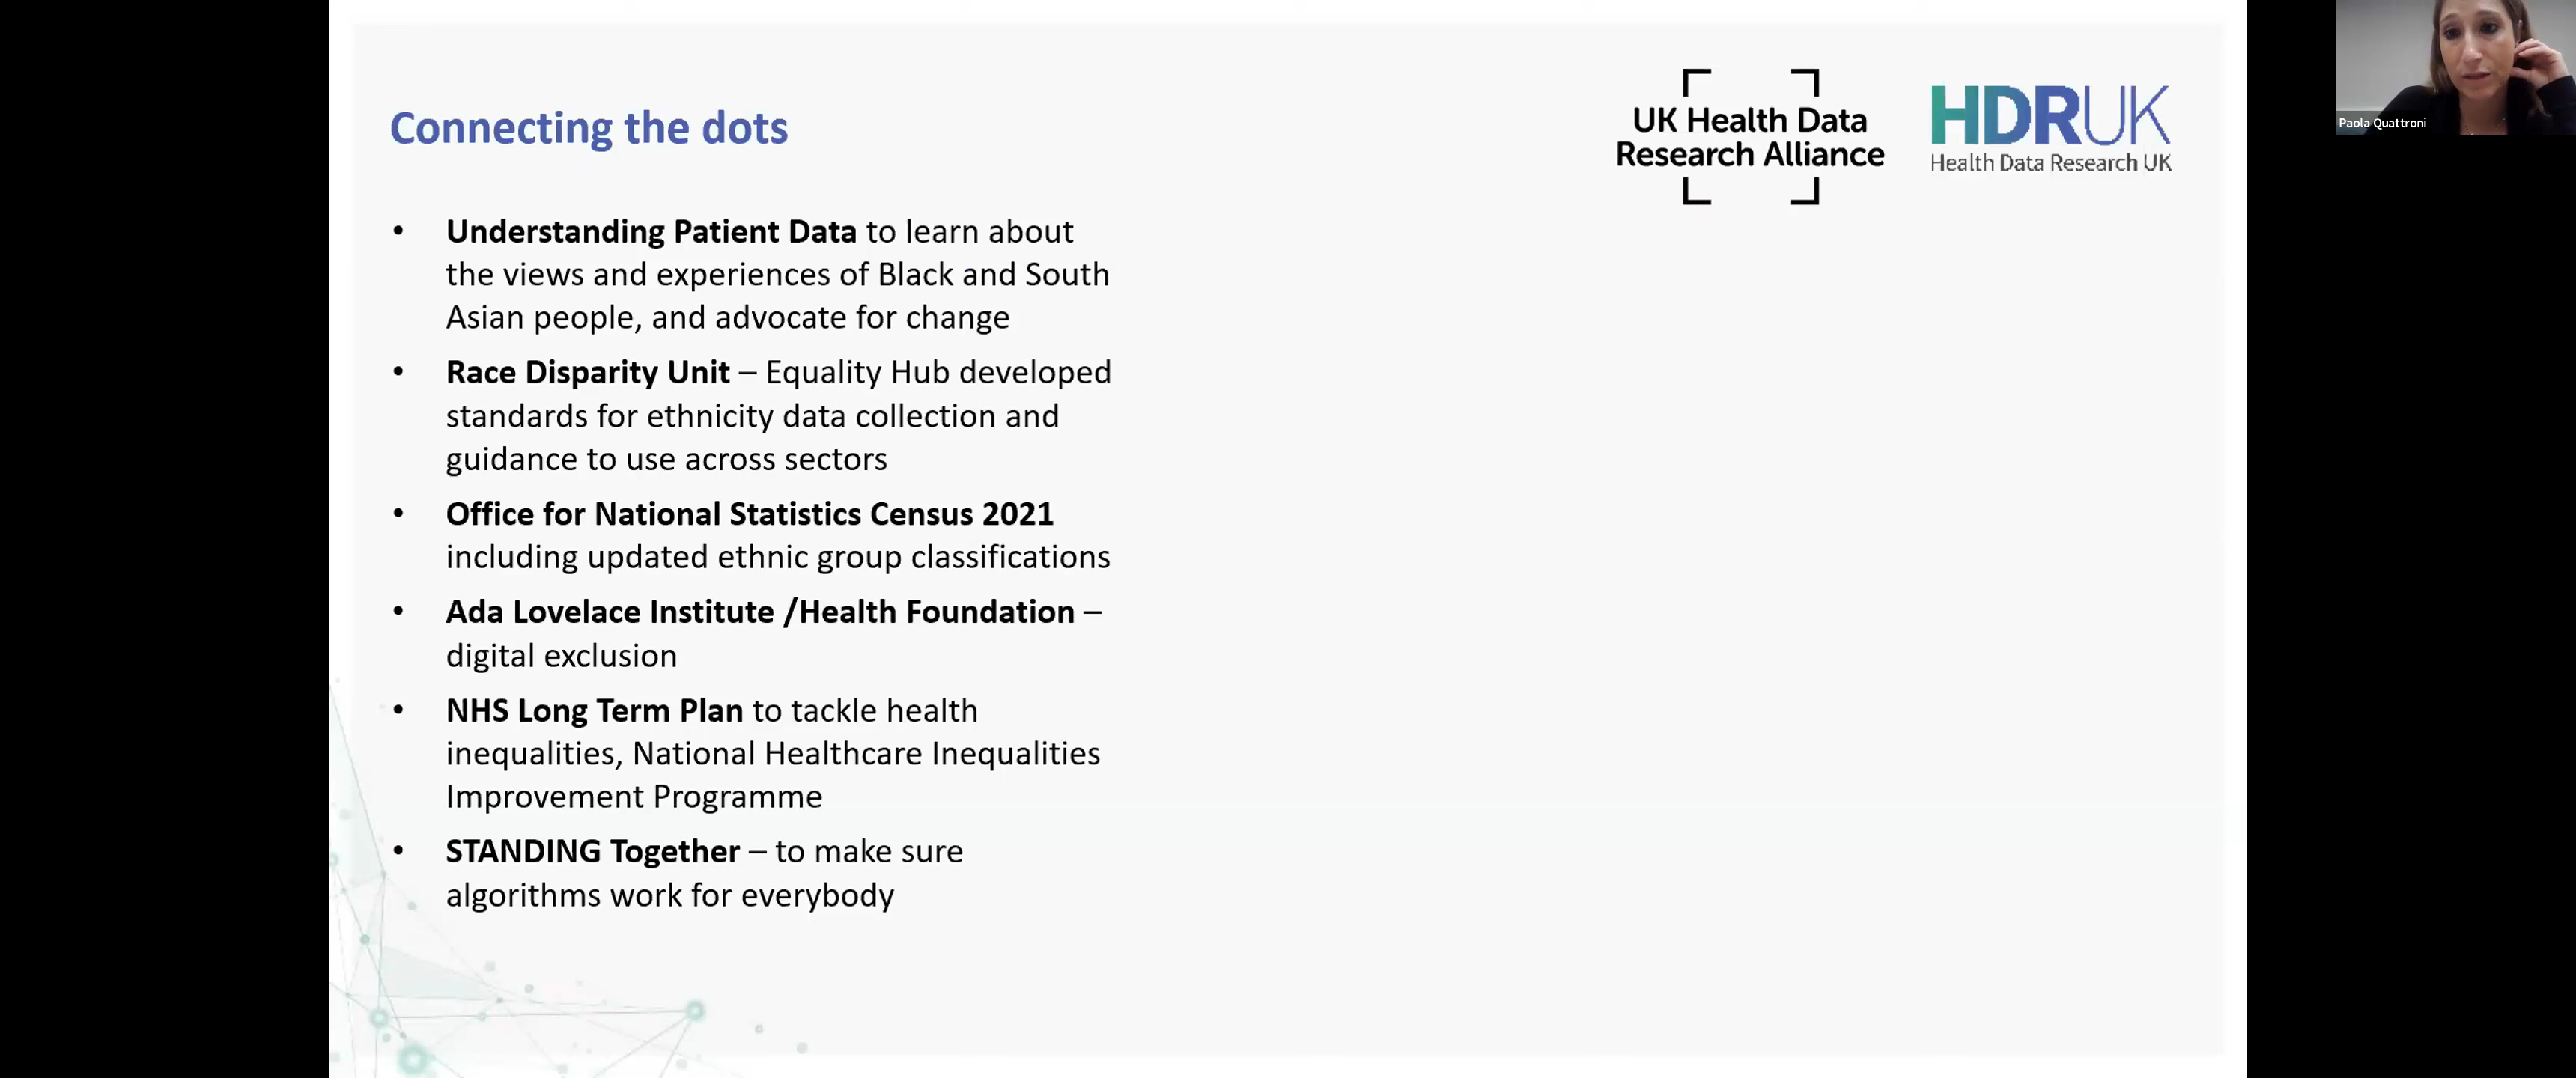 Connecting the dots
UK Health Data
Research Alliance
HDRUK
Health Data Research UK
Paola Quattroni
• Understanding Patient Data to learn about
the views and experiences of Black and South
Asian people, and advocate for change
• Race Disparity Unit – Equality Hub developed
standards for ethnicity data collection and
guidance to use across sectors
• Office for National Statistics Census 2021
including updated ethnic group classifications
• Ada Lovelace Institute /Health Foundation –
digital exclusion
• NHS Long Term Plan to tackle health
inequalities, National Healthcare Inequalities
Improvement Programme
• STANDING Together – to make sure
algorithms work for everybody